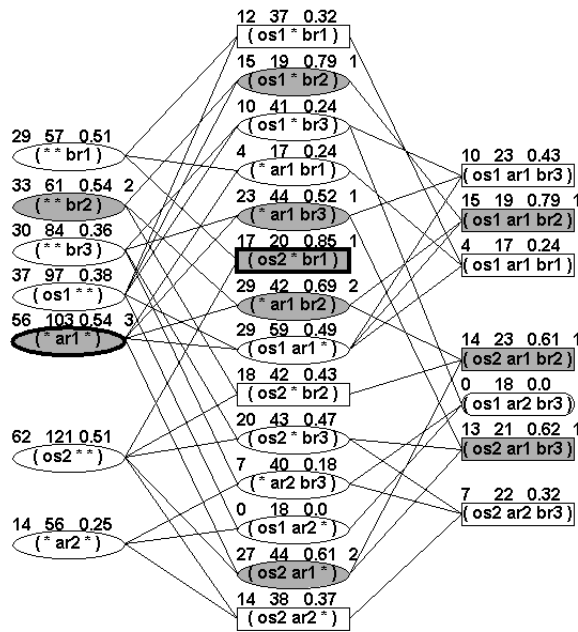 29 57 0.51
( * * br1 )
33 61 0.54 2
( * * br2 )
30 84 0.36
( * * br3 )
37 97 0.38
( os1 * * )
56 103 0.54 3
( * ar1 * )
62 121 0.51
( os2 * * )
14 56 0.25
( * ar2 * )
12 37 0.32
( os1 * br1 )
15 19 0.79 1
( os1 * br2 )
10 41 0.24
( os1 * br3 )
4 17 0.24
( * ar1 br1 )
23 44 0.52 1
( * ar1 br3 )
17 20 0.85 1
( os2 * br1 )
29 42 0.69 2
( * ar1 br2 )
29 59 0.49
( os1 ar1 * )
18 42 0.43
( os2 * br2 )
20 43 0.47
( os2 * br3 )
7 40 0.18
( * ar2 br3 )
0 18 0.0
( os1 ar2 * )
27 44 0.61 2
( os2 ar1 * )
14 38 0.37
( os2 ar2 * )
10 23 0.43
( os1 ar1 br3 )
15 19 0.79 1
( os1 ar1 br2 )
4 17 0.24
( os1 ar1 br1 )
14 23 0.61 1
( os2 ar1 br2 )
0 18 0.0
( os1 ar2 br3 )
13 21 0.62 1
( os2 ar1 br3 )
7 22 0.32
( os2 ar2 br3 )